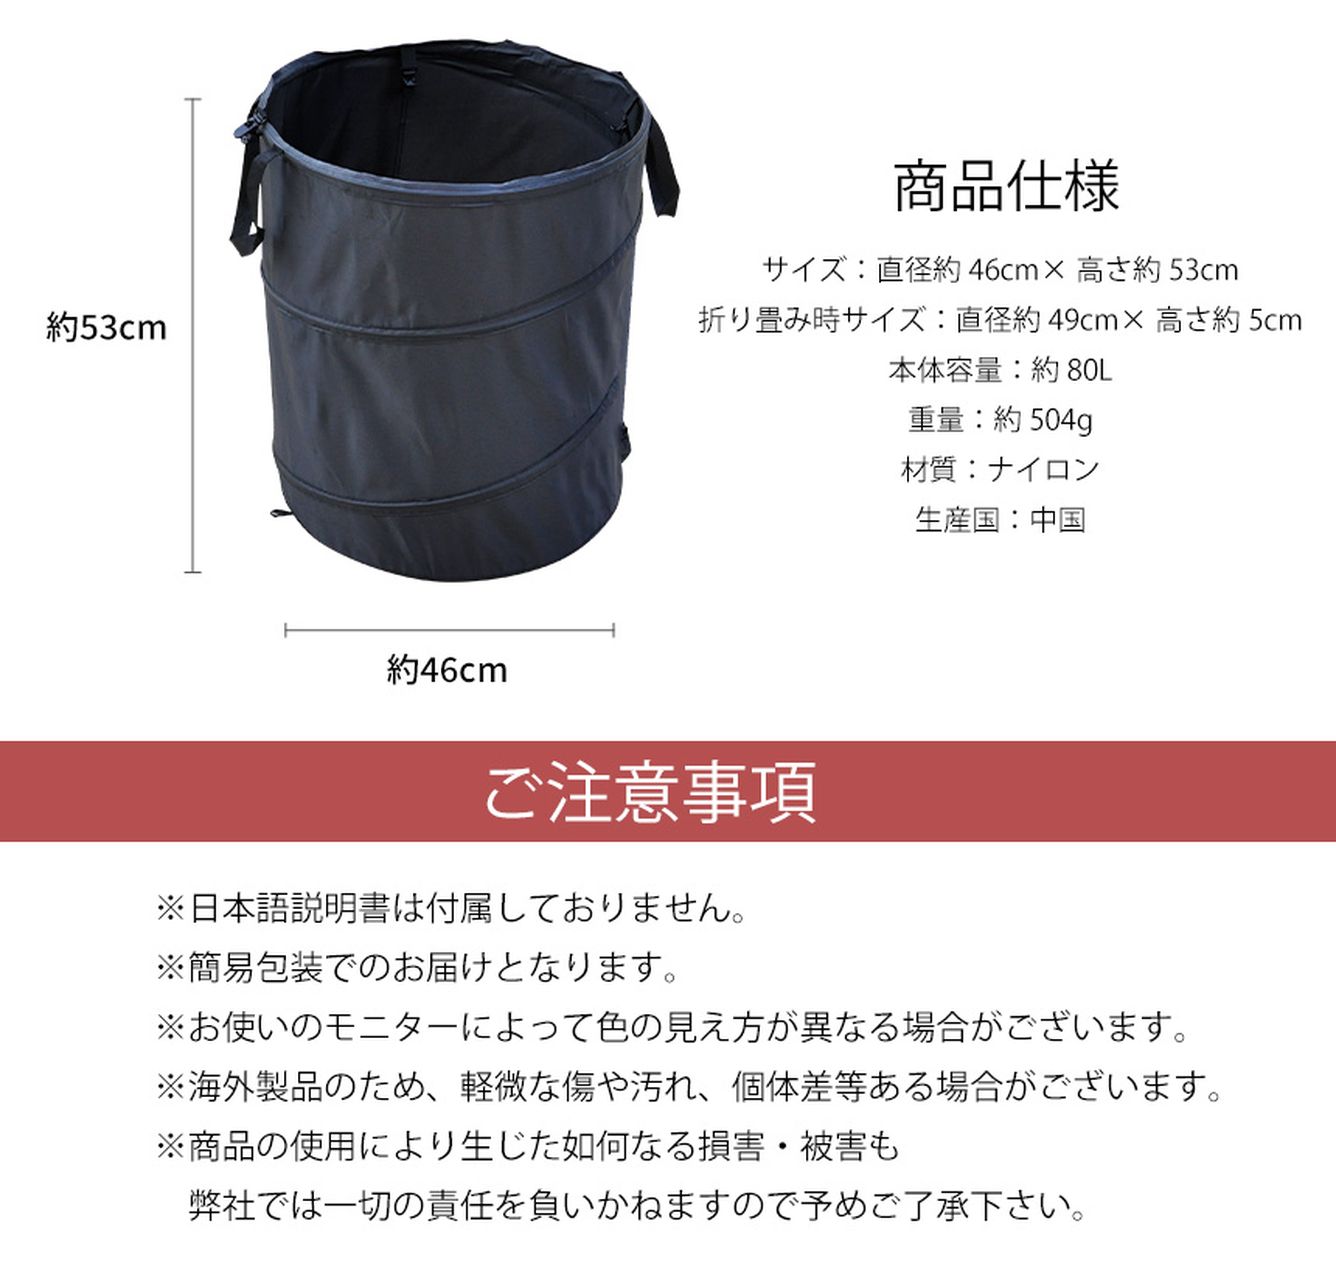 約53cm
約46cm
商品仕様
サイズ：直径約 46cm× 高さ約 53cm
折り畳み時サイズ：直径約 49cm× 高さ約 5cm
本体容量：約 80L
重量：約 504g
材質：ナイロン
生産国：中国
ご注意事項
※日本語説明書は付属しておりません。
※簡易包装でのお届けとなります。
※お使いのモニターによって色の見え方が異なる場合がございます。
※海外製品のため、軽微な傷や汚れ、個体差等ある場合がございます。
※商品の使用により生じた如何なる損害・被害も
弊社では一切の責任を負いかねますので予めご了承下さい。